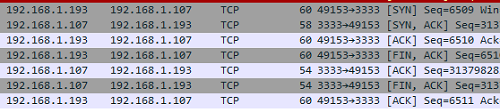 192.168.1.193 192.168.1.107 TCP 60 49153→3333 [SYN] Seq=6509 Win
192.168.1.107 192.168.1.193 TCP 58 3333→49153 [SYN, ACK] Seq=313
192.168.1.193 192.168.1.107 TCP 60 49153→3333 [ACK] Seq=6510 Ack
192.168.1.193 192.168.1.107 TCP 60 49153→3333 [FIN, ACK] Seq=651
192.168.1.107 192.168.1.193 TCP 54 3333→49153 [ACK] Seq=31379828
192.168.1.107 192.168.1.193 TCP 54 3333→49153 [FIN, ACK] Seq=313
192.168.1.193 192.168.1.107 TCP 60 49153→3333 [ACK] Seq=6511 Ack